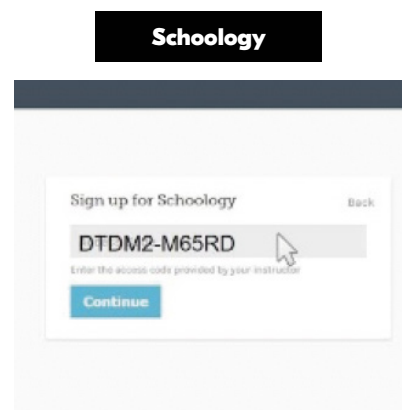 Schoology
Sign up for Schoology
Back
DTDM2-M65RD
Enter the access code provided by your instructor
Continue